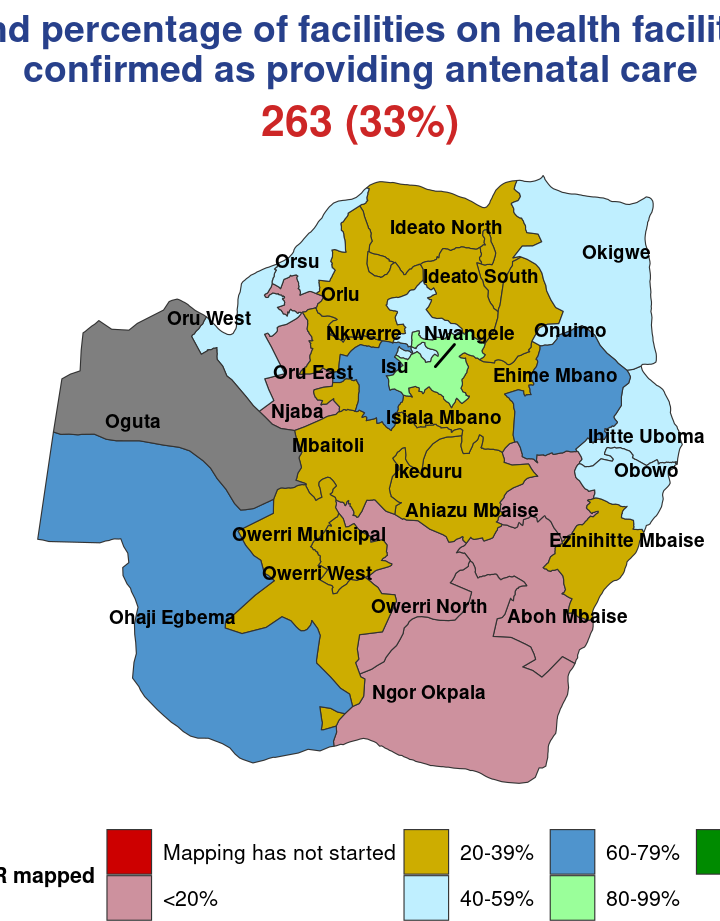 percentage of facilities on health
confirmed as providing antenatal care
263 (33%)
Ideato North
Okigwe
Orsu
Ideato South
Orlu
Oru West
Nkwerre
Nwangele
Onuimo
Isu
Oru East
Ehime Mbano
Njaba
Isiala Mbano
Oguta
Ihitte Uboma
Mbaitoli
Ikeduru
Obowo
Ahiazu Mbaise
Owerri Municipal
Ezinihitte Mbaise
Owerri West
Owerri North
Ohaji Egbema
Aboh Mbaise
Ngor Okpala
mapped
Mapping has not started
<20%
20-39%
40-59%
60-79%
80-99%